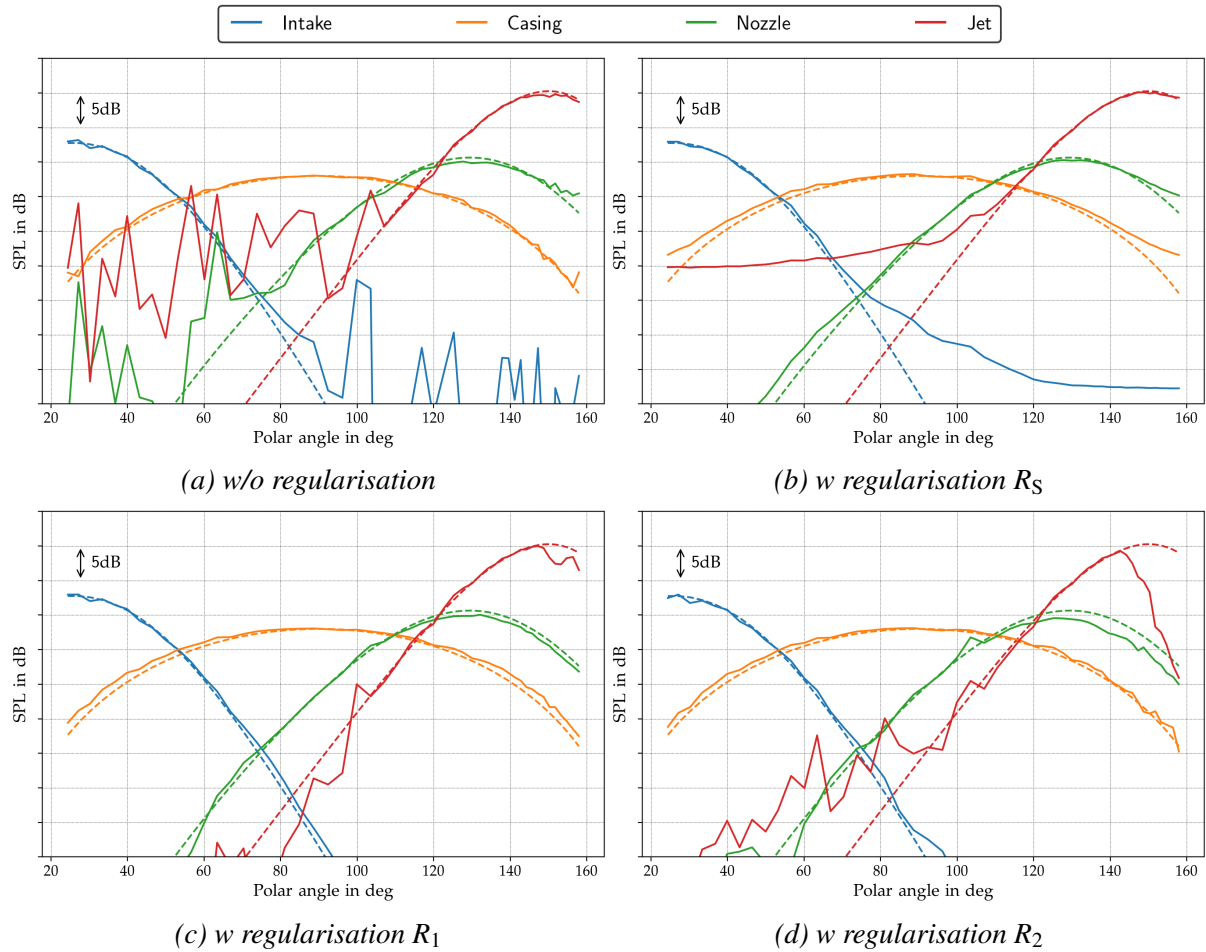 Intake Casing Nozzle Jet
5dB
SPL in dB
20 40 60 80 100 120 140 160
Polar angle in deg
(a) w/o regularisation
5dB
SPL in dB
20 40 60 80 100 120 140 160
Polar angle in deg
(b) w regularisation RS
5dB
SPL in dB
20 40 60 80 100 120 140 160
Polar angle in deg
(c) w regularisation R1
5dB
SPL in dB
20 40 60 80 100 120 140 160
Polar angle in deg
(d) w regularisation R2